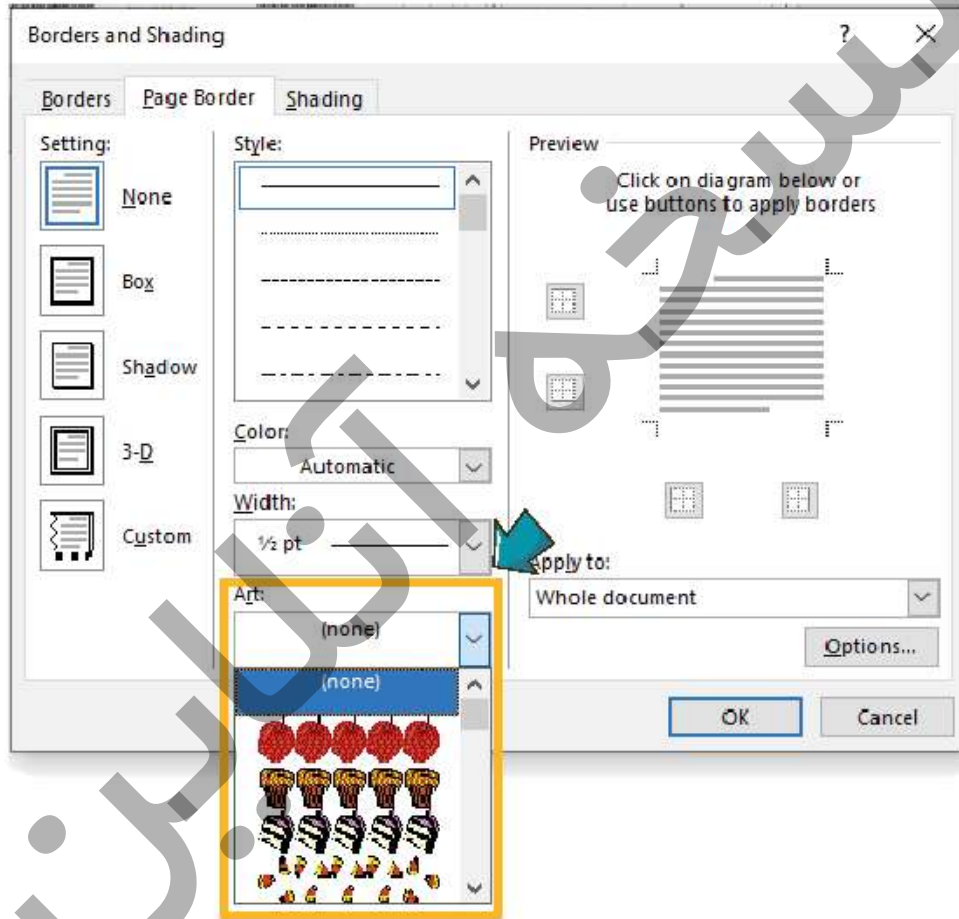 Borders and Shading
?
Borders
Page Border
Shading
Setting:
None
Box
Shadow
3-D
Custom
Style:
Color:
Automatic
Width:
½ pt
Art:
(none)
(none)
Preview
Click on diagram below or
use buttons to apply borders
Apply to:
Whole document
Options...
OK
Cancel
نسخه آنلاین